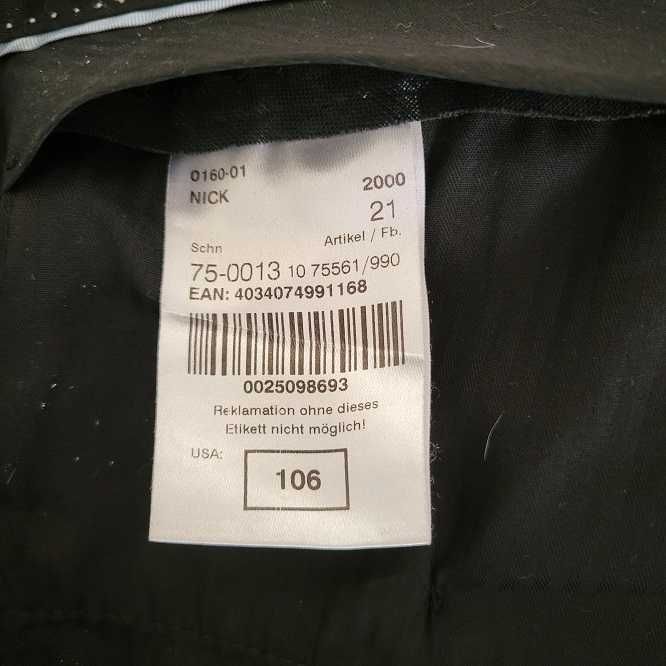 0160-01 2000
NICK 21
Schn Artikel / Fb.
75-0013 10 75561/990
EAN: 4034074991168
0025098693
Reklamation ohne dieses
Etikett nicht möglich!
USA:
106